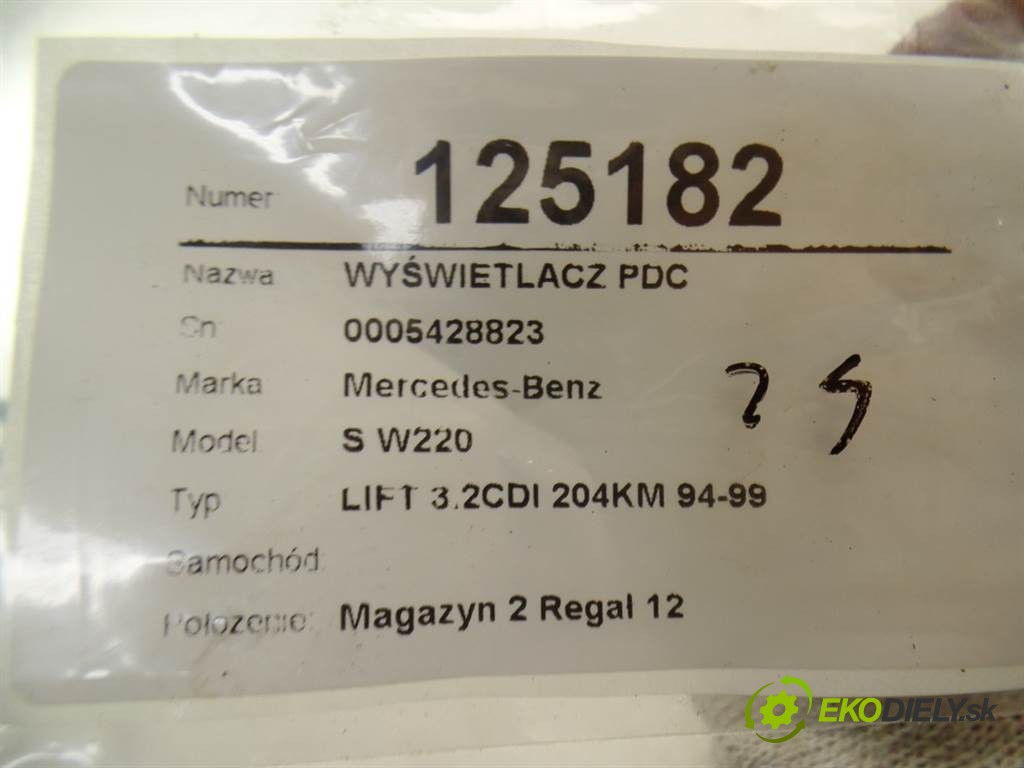 Numer: 125182
Nazwa WYŚWIETLACZ PDC
Sn 0005428823
Marka Mercedes-Benz
Model S W220
Typ LIFT 3.2CDI 204KM 94-99
Samochód:
Położenie: Magazyn 2 Regał 12
EKODIELY.sk